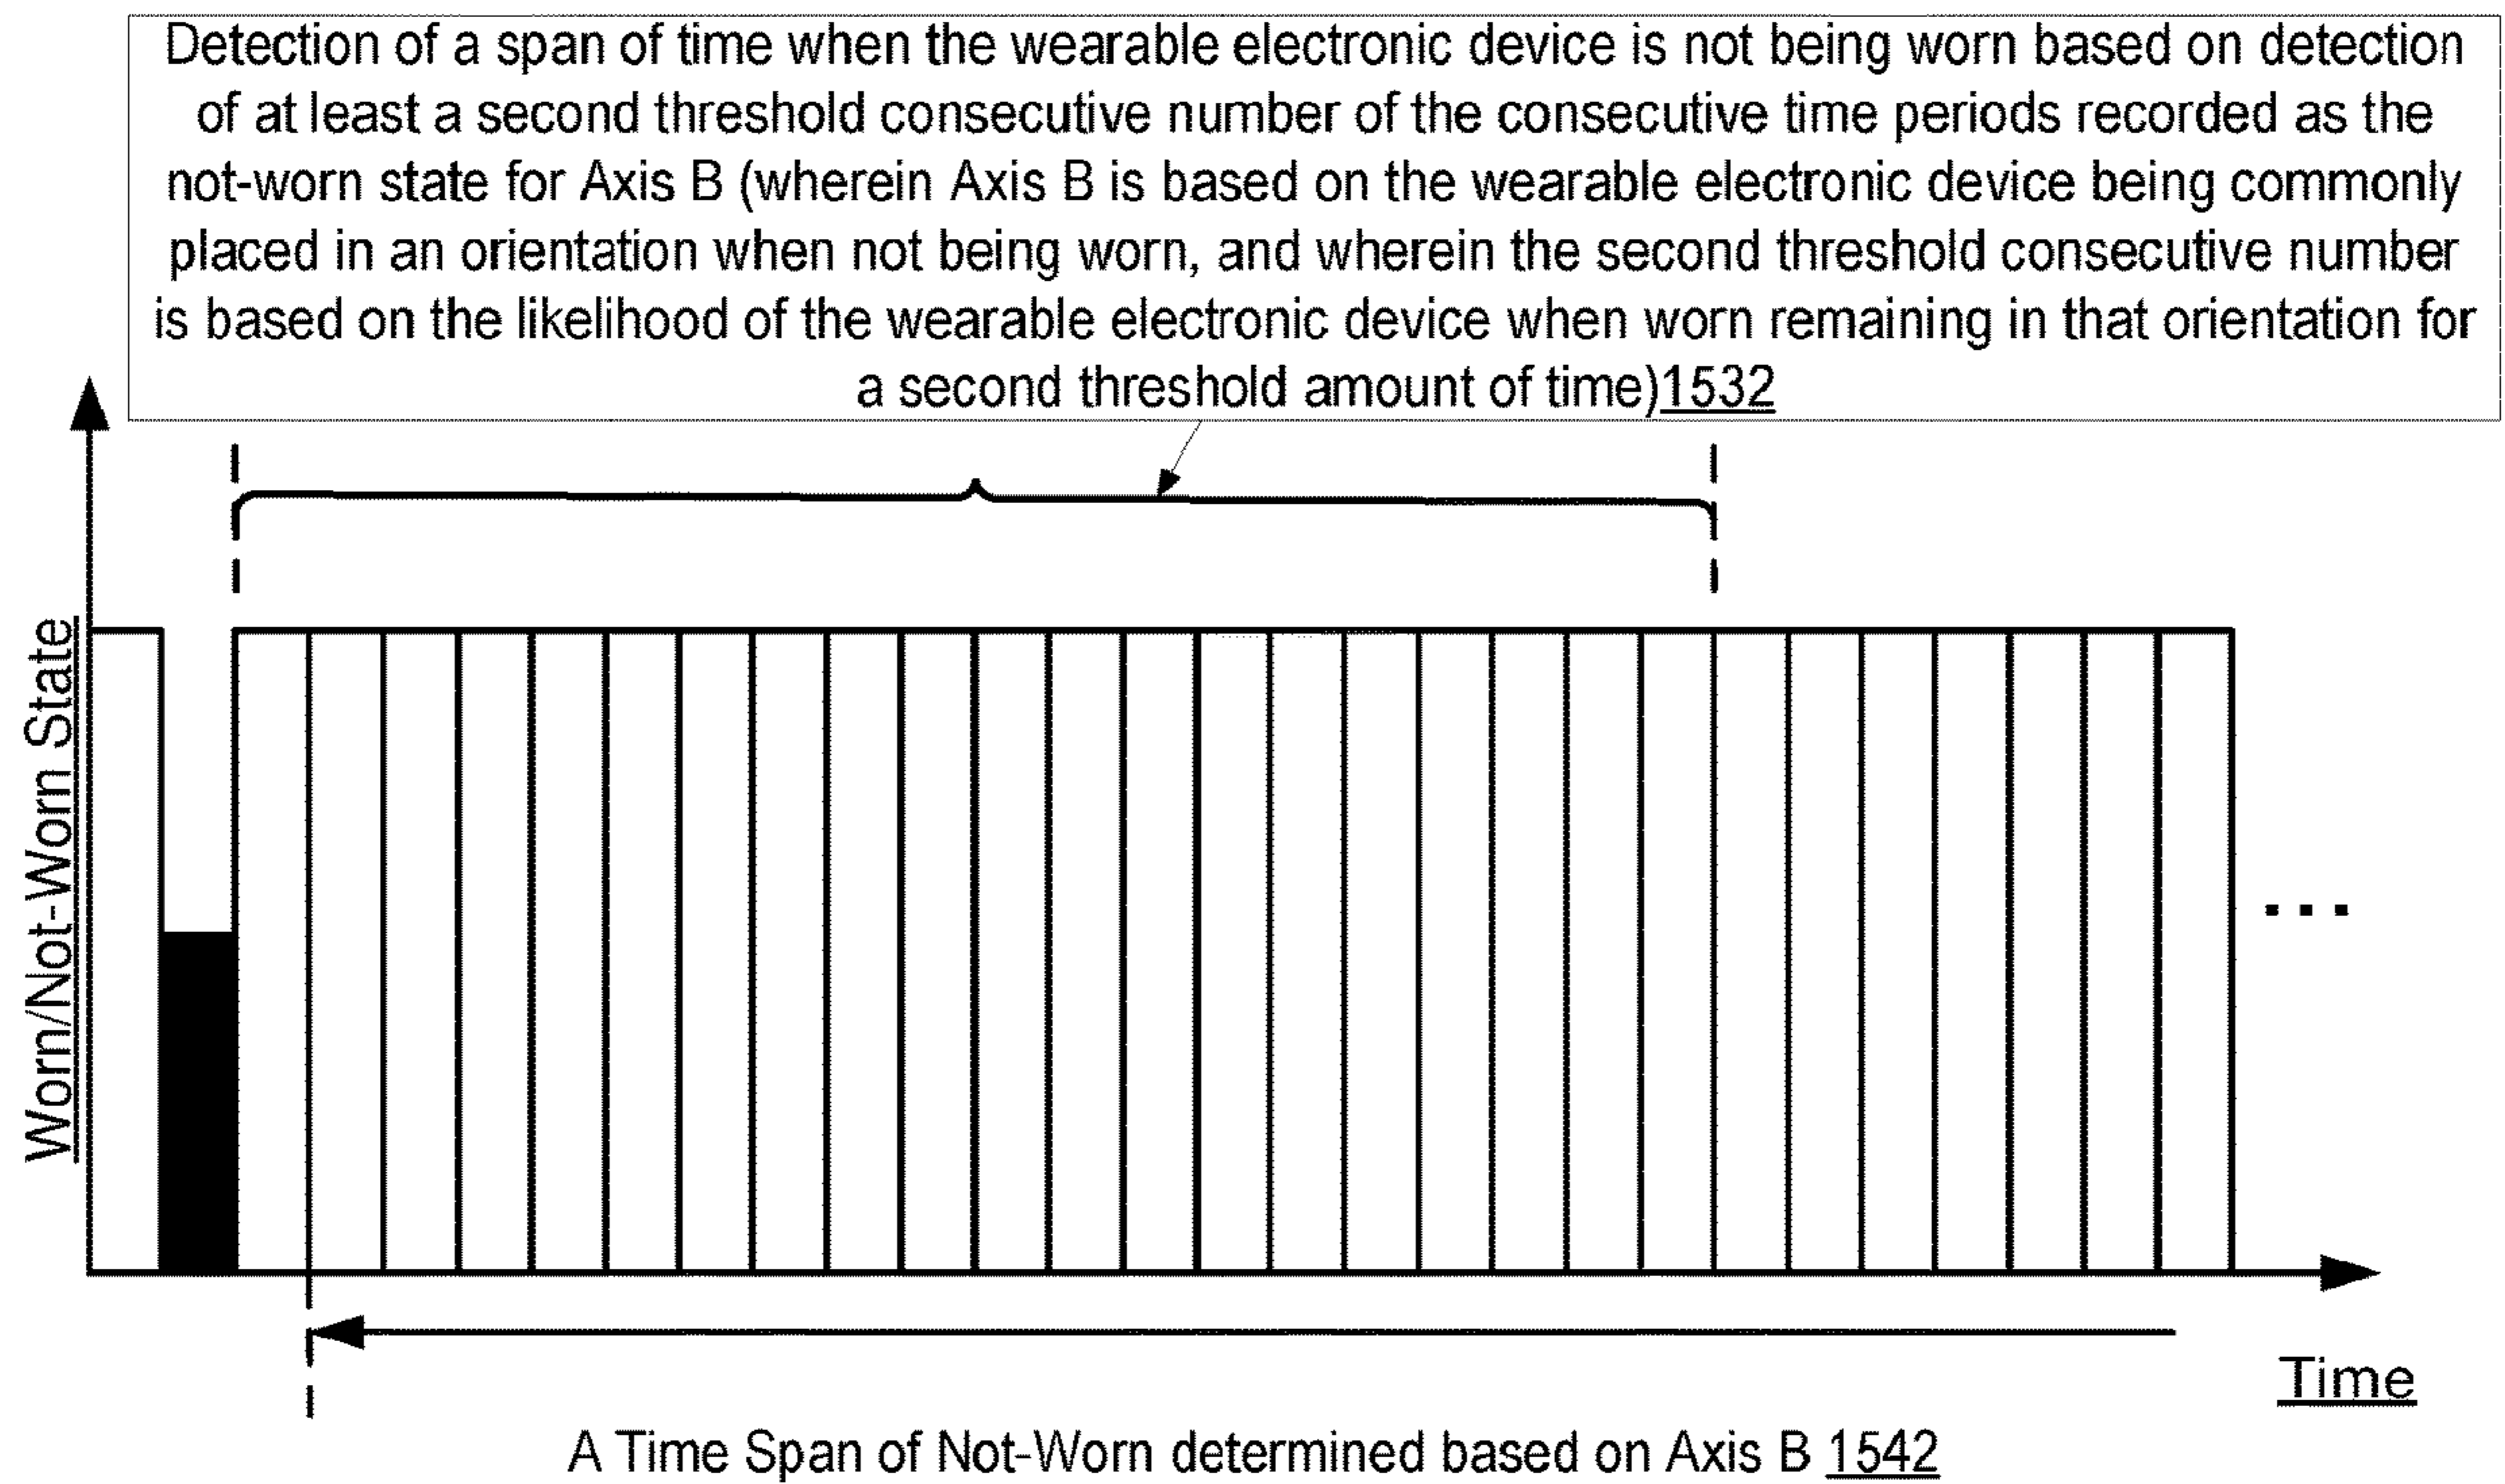 Detection of a span of time when the wearable electronic device is not being worn based on detection
of at least a second threshold consecutive number of the consecutive time periods recorded as the
not-worn state for Axis B (wherein Axis B is based on the wearable electronic device being commonly
placed in an orientation when not being worn, and wherein the second threshold consecutive number
is based on the likelihood of the wearable electronic device when worn remaining in that orientation for
a second threshold amount of time)1532
Worn/Not-Worn State
...
Time
A Time Span of Not-Worn determined based on Axis B 1542